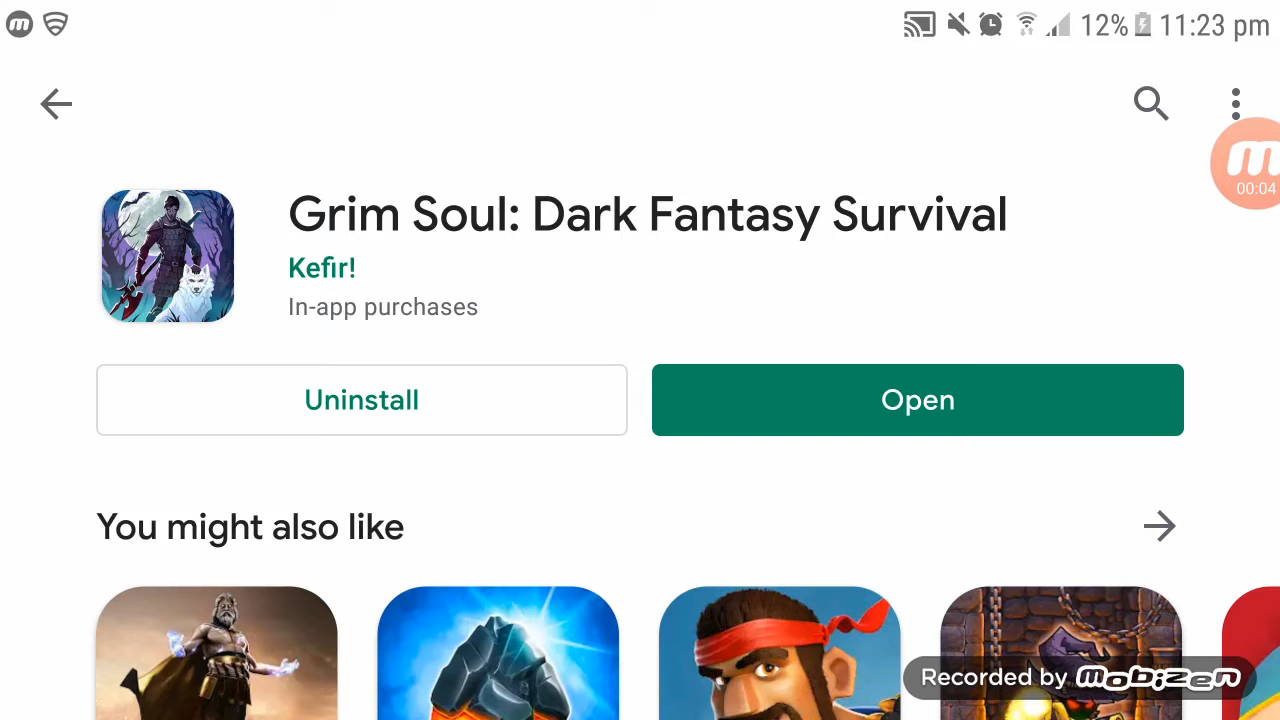 12% 11:23 pm
00:04
Grim Soul: Dark Fantasy Survival
Kefir!
In-app purchases
Uninstall
Open
You might also like
Recorded by mobizen